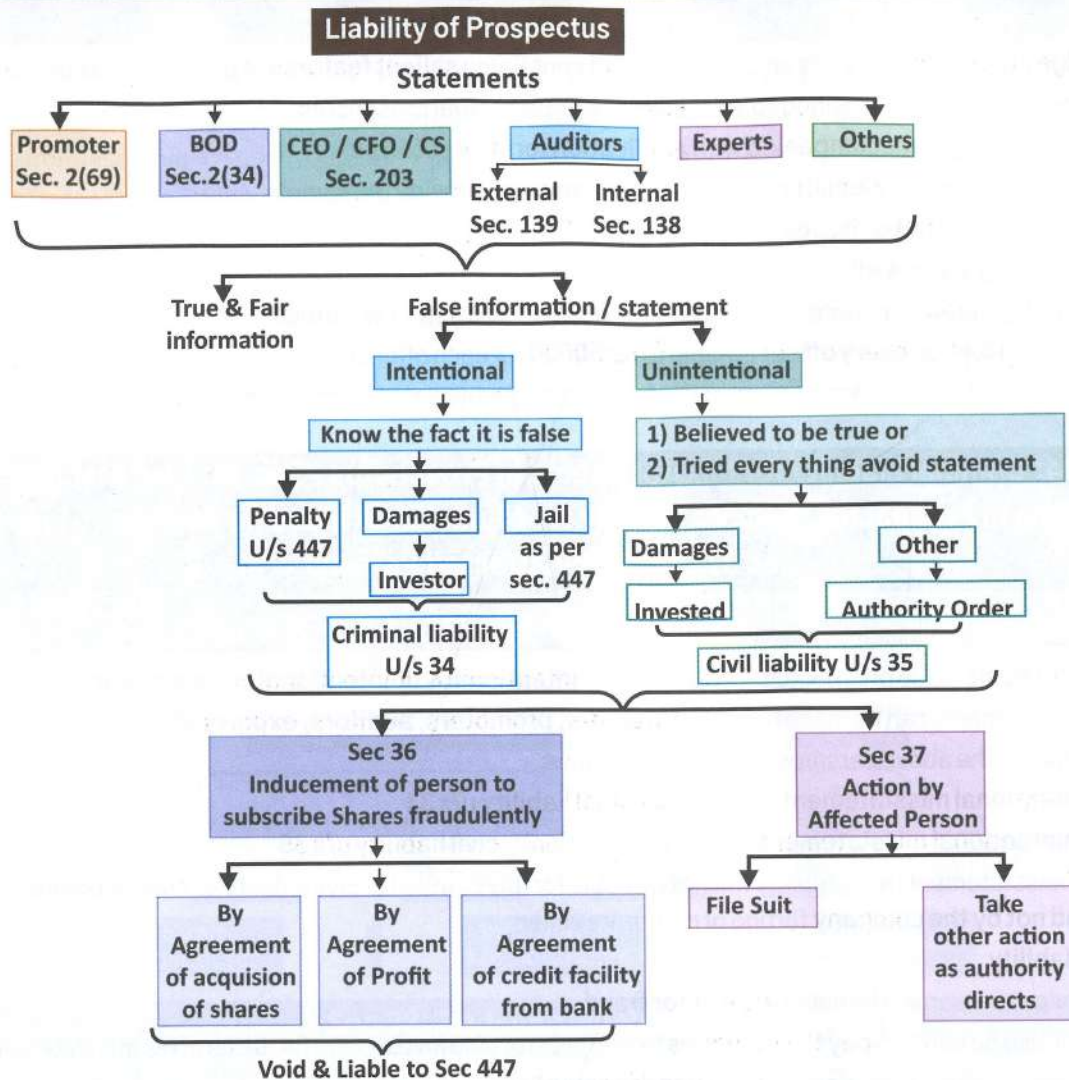 Liability of Prospectus
Statements
Promoter
Sec. 2(69)
BOD
Sec.2(34)
CEO / CFO / CS
Sec. 203
Auditors
Experts
Others
External
Sec. 139
Internal
Sec. 138
True & Fair
information
False information / statement
Intentional
Unintentional
Know the fact it is false
1) Believed to be true or
2) Tried every thing avoid statement
Penalty
U/s 447
Damages
Jail
as per
sec. 447
Investor
Damages
Other
Invested
Authority Order
Criminal liability
U/s 34
Civil liability U/s 35
Sec 36
Inducement of person to
subscribe Shares fraudulently
Sec 37
Action by
Affected Person
By
Agreement
of acquision
of shares
By
Agreement
of Profit
By
Agreement
of credit facility
from bank
File Suit
Take
other action
as authority
directs
Void & Liable to Sec 447